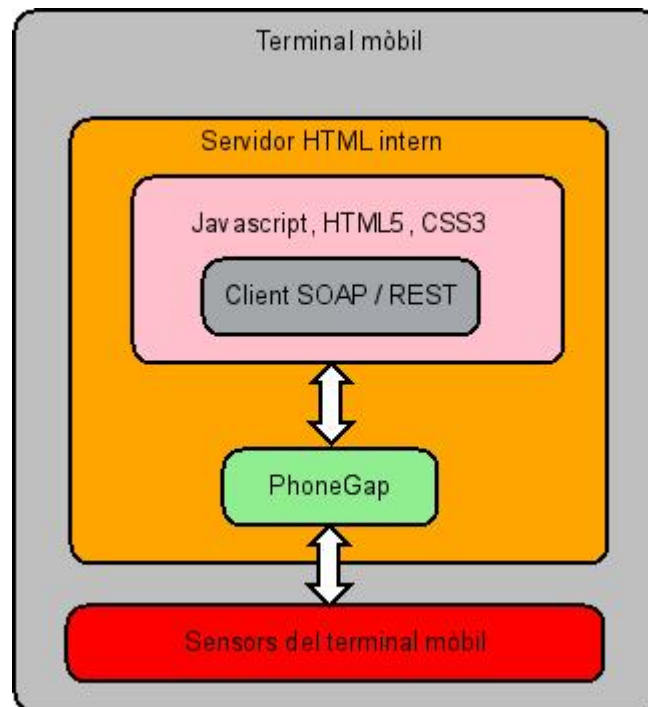 Terminal mòbil
Servidor HTML intern
Javascript, HTML5 , CSS3
Client SOAP / REST
PhoneGap
Sensors del terminal mòbil